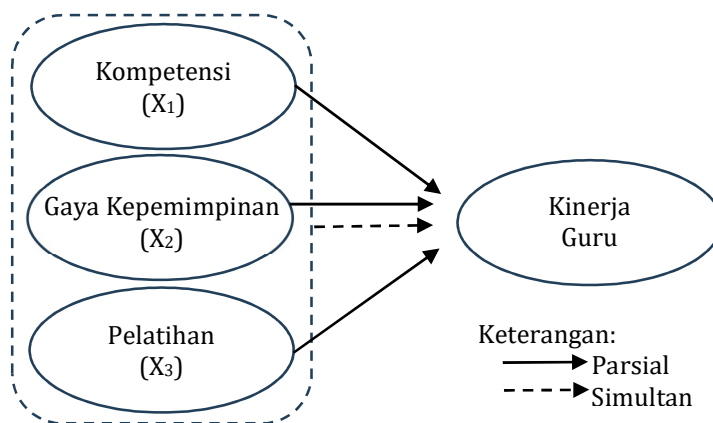 Kompetensi
(X₁)
Gaya Kepemimpinan
(X₂)
Pelatihan
(X₃)
Kinerja
Guru
Keterangan:
Parsial
Simultan